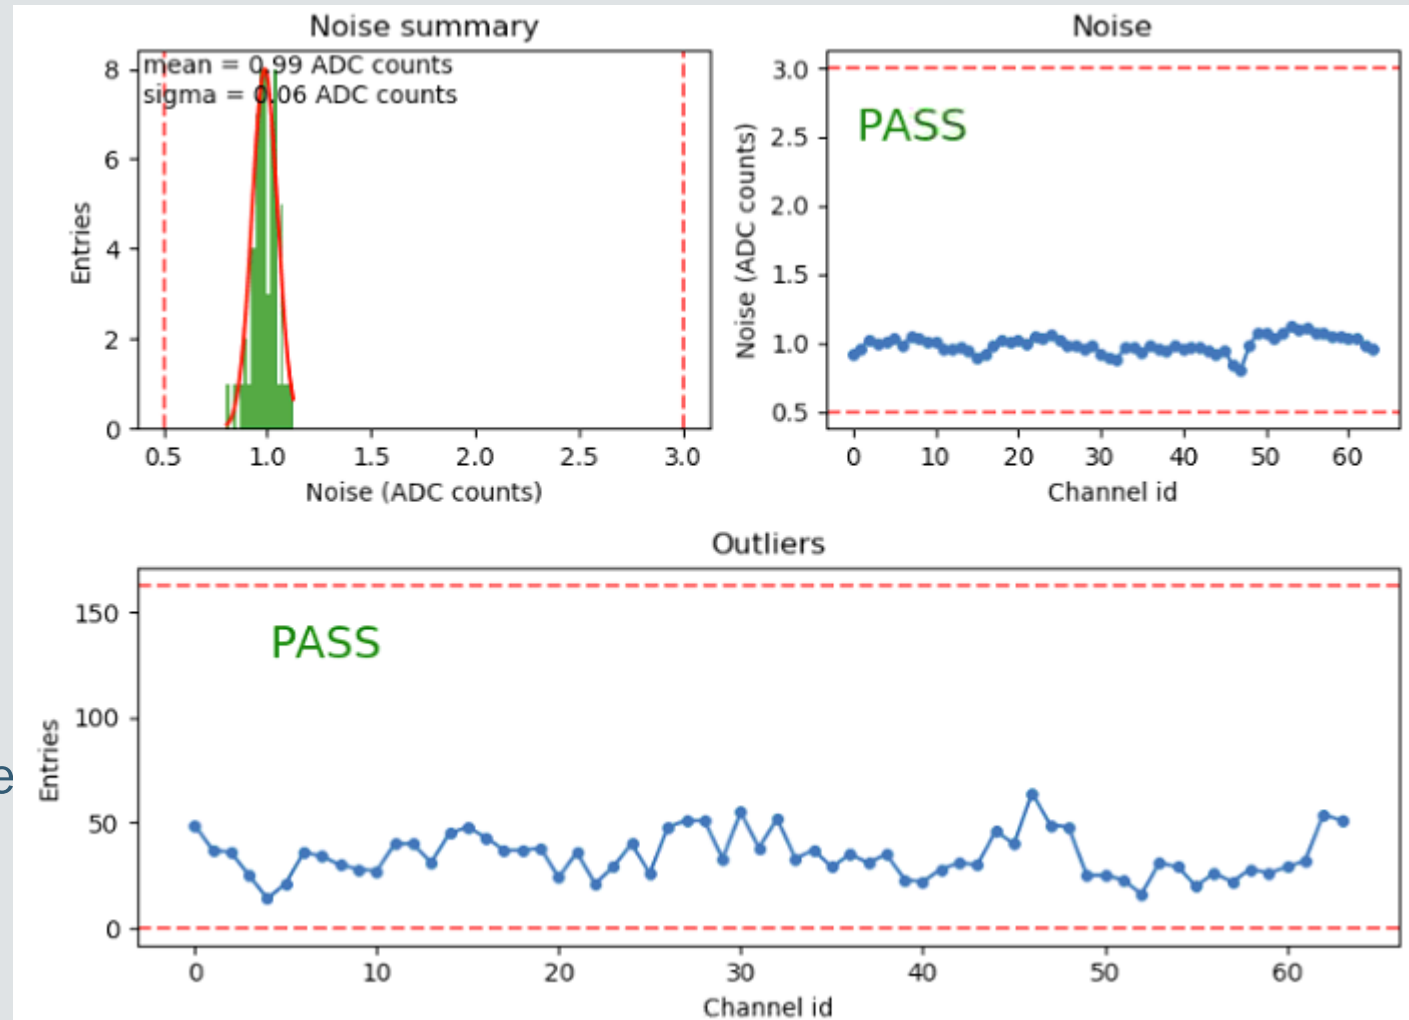 Noise summary
mean = 0.99 ADC counts
sigma = 0.06 ADC counts
8
6
4
2
0
Entries
0.5 1.0 1.5 2.0 2.5 3.0
Noise (ADC counts)
Noise
PASS
3.0
2.5
2.0
1.5
1.0
0.5
Noise (ADC counts)
0 10 20 30 40 50 60
Channel id
Outliers
PASS
150
100
50
0
Entries
e
0 10 20 30 40 50 60
Channel id